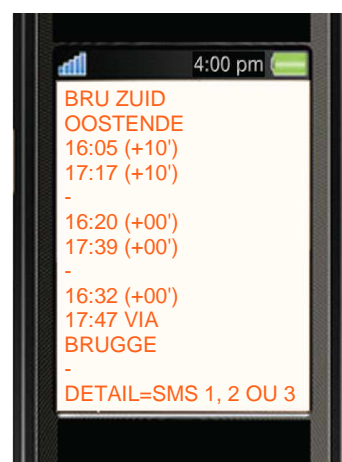 4:00 pm
BRU ZUID
OOSTENDE
16:05 (+10')
17:17 (+10')
-
16:20 (+00')
17:39 (+00')
-
16:32 (+00')
17:47 VIA
BRUGGE
-
DETAIL=SMS 1, 2 OU 3